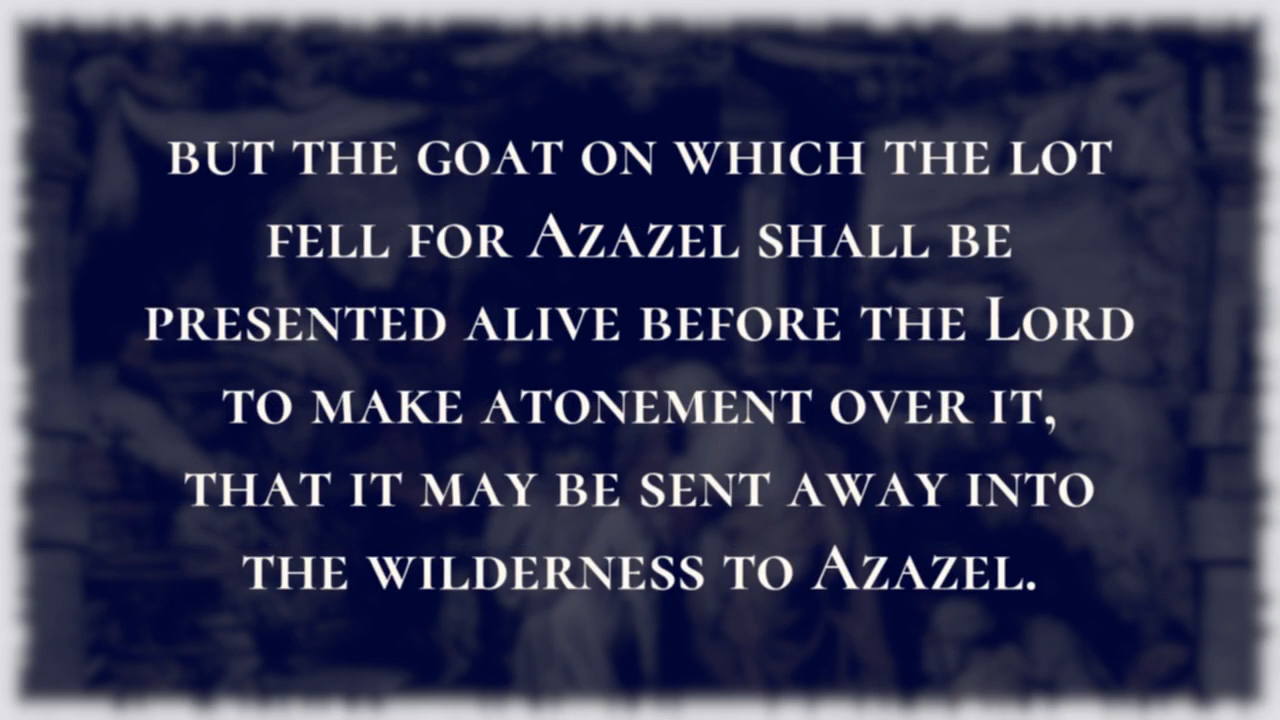 but the goat on which the lot
fell for Azazel shall be
presented alive before the Lord
to make atonement over it,
that it may be sent away into
the wilderness to Azazel.